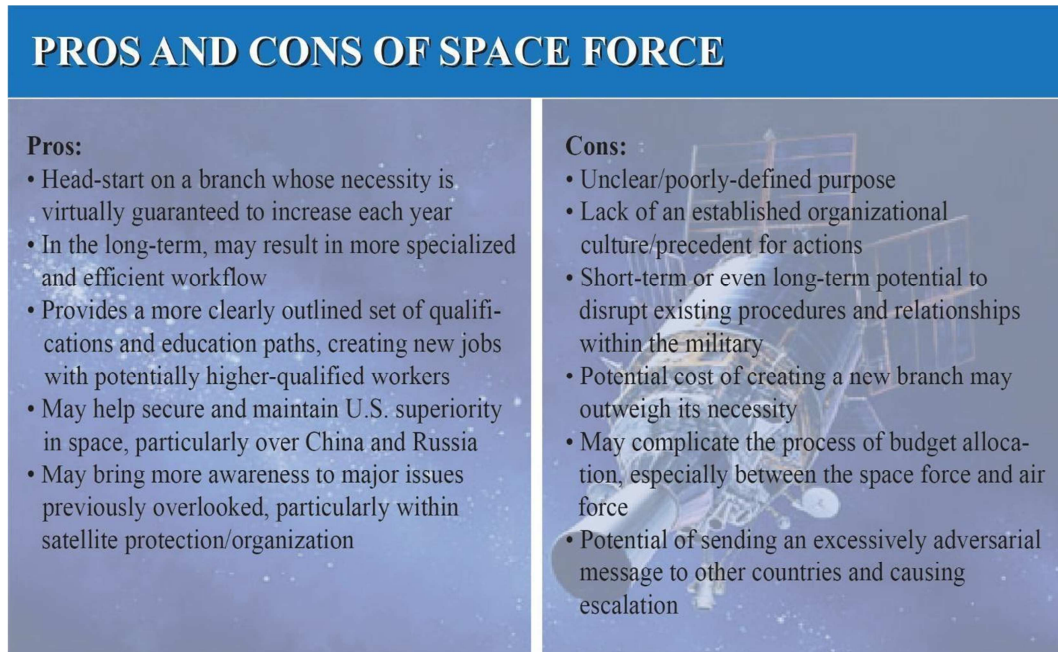 PROS AND CONS OF SPACE FORCE
Pros:
• Head-start on a branch whose necessity is
virtually guaranteed to increase each year
• In the long-term, may result in more specialized
and efficient workflow
• Provides a more clearly outlined set of qualifi-
cations and education paths, creating new jobs
with potentially higher-qualified workers
• May help secure and maintain U.S. superiority
in space, particularly over China and Russia
• May bring more awareness to major issues
previously overlooked, particularly within
satellite protection/organization
Cons:
• Unclear/poorly-defined purpose
• Lack of an established organizational
culture/precedent for actions
• Short-term or even long-term potential to
disrupt existing procedures and relationships
within the military
• Potential cost of creating a new branch may
outweigh its necessity
• May complicate the process of budget alloca-
tion, especially between the space force and air
force
• Potential of sending an excessively adversarial
message to other countries and causing
escalation